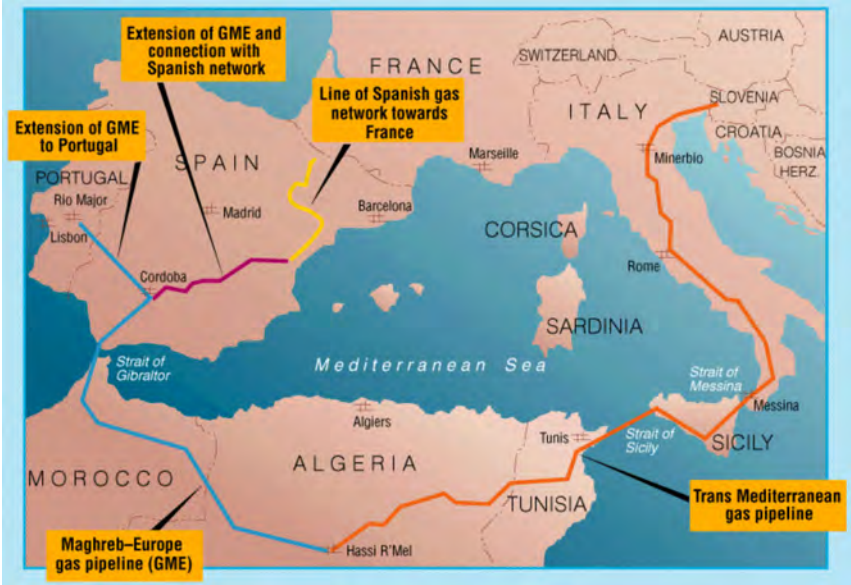 Extension of GME and
connection with
Spanish network
Line of Spanish gas
network towards
France
Extension of GME
to Portugal
FRANCE
SWITZERLAND
AUSTRIA
ITALY
SLOVENIA
CROATIA
BOSNIA
HERZ.
Minerbio
Marseille
SPAIN
PORTUGAL
Rio Major
Lisbon
Madrid
Barcelona
CORSICA
Rome
Cordoba
SARDINIA
Strait of
Gibraltor
Mediterranean Sea
Strait of
Messina
Messina
Algiers
Tunis
Strait of
Sicily
SICILY
MOROCCO
ALGERIA
TUNISIA
Trans Mediterranean
gas pipeline
Maghreb–Europe
gas pipeline (GME)
Hassi R'Mel